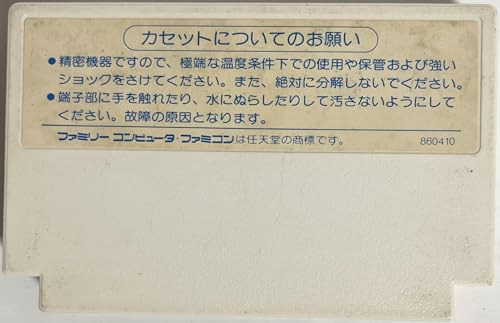 カセットについてのお願い
●精密機器ですので、極端な温度条件下での使用や保管および強い
ショックをさけてください。また、絶対に分解しないでください。
●端子部に手を触れたり、水にぬらしたりして汚さないようにして
ください。故障の原因となります。
ファミリーコンピュータ・ファミコンは任天堂の商標です。 860410